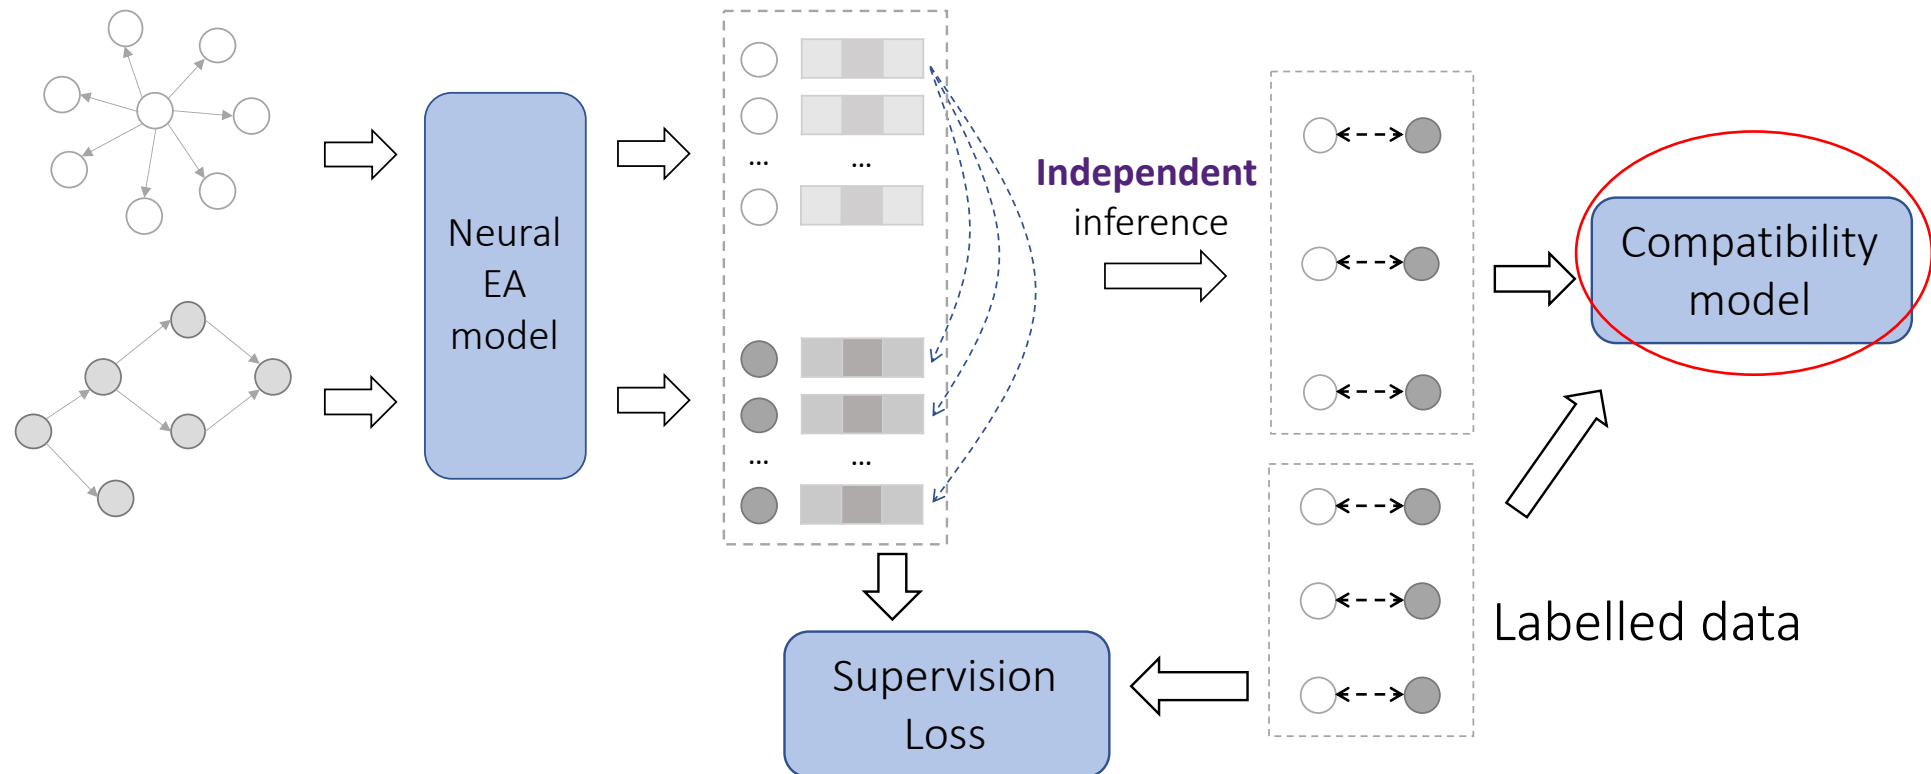 Neural
EA
model
...
...
...
...
Independent
inference
Compatibility
model
Labelled data
Supervision
Loss